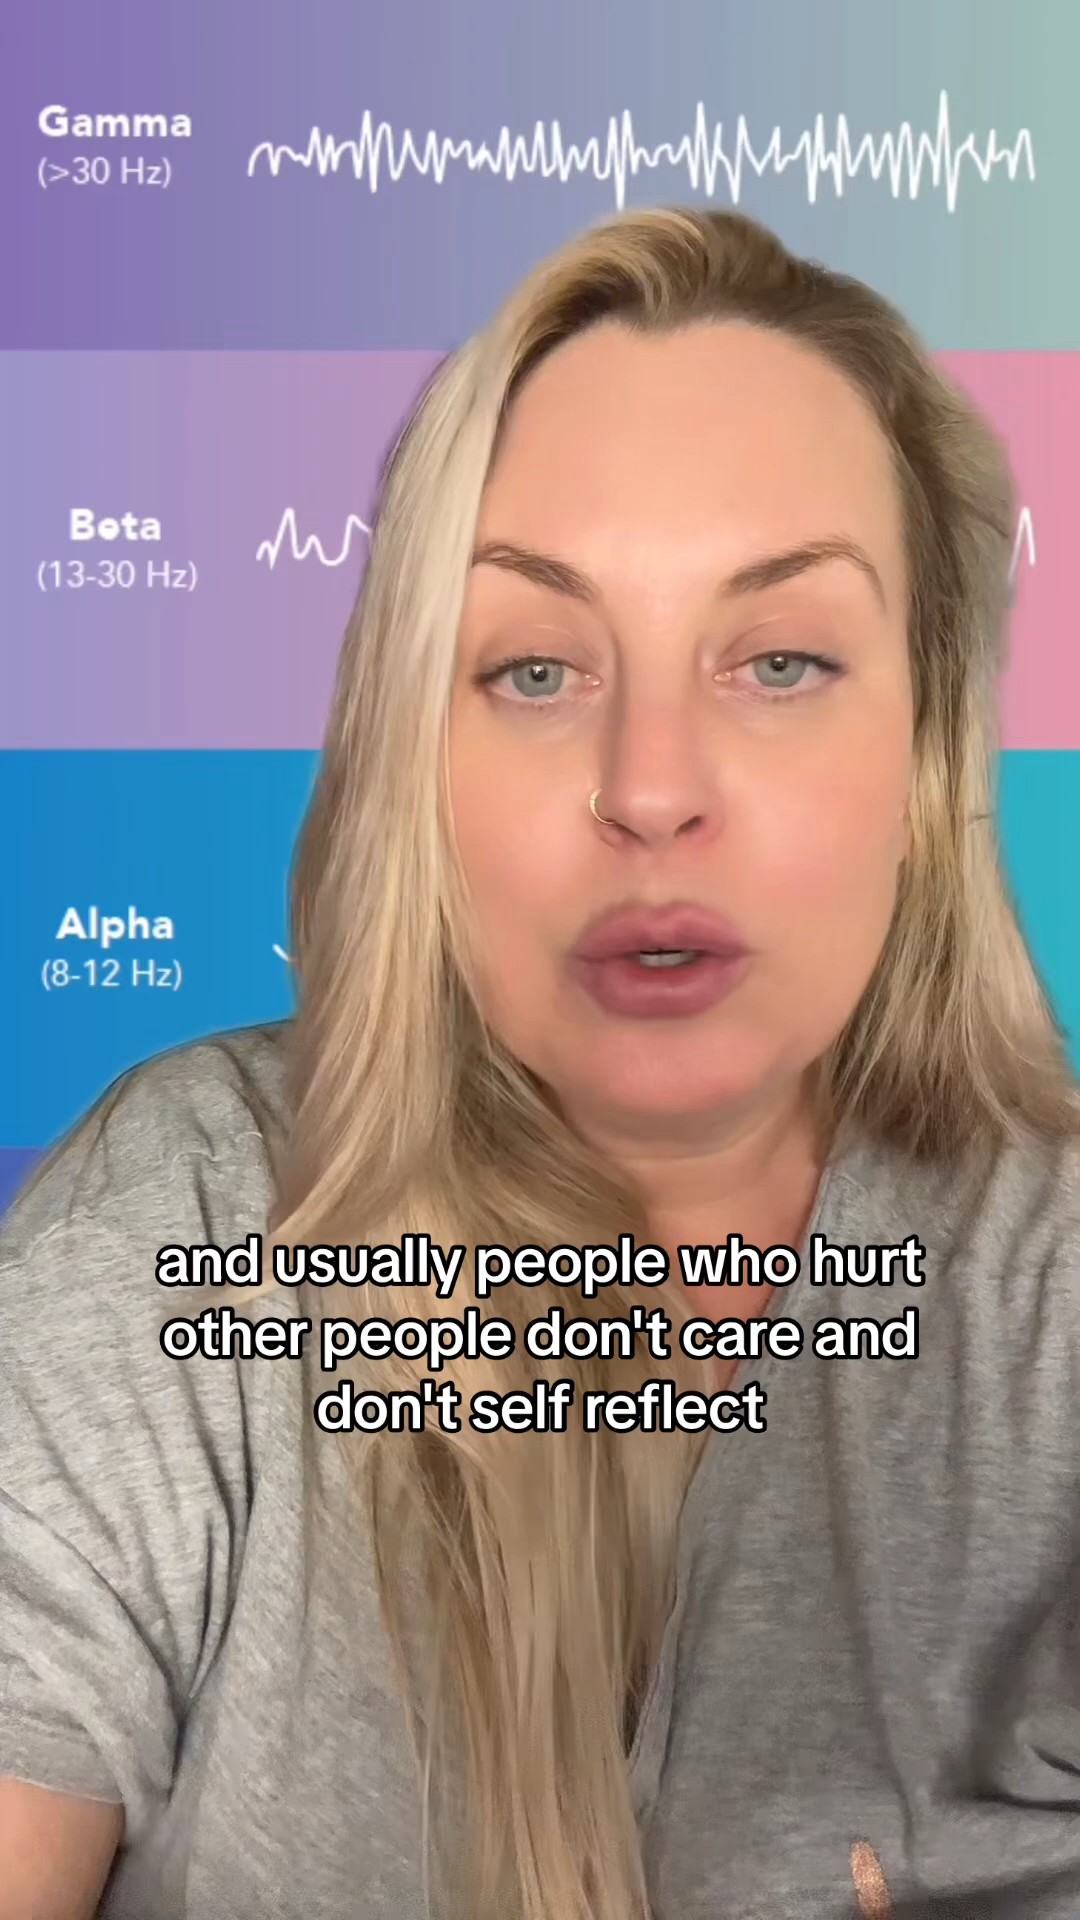 Gamma
(>30 Hz)
Beta
(13-30 Hz)
Alpha
(8-12 Hz)
and usually people who hurt
other people don't care and
don't self reflect